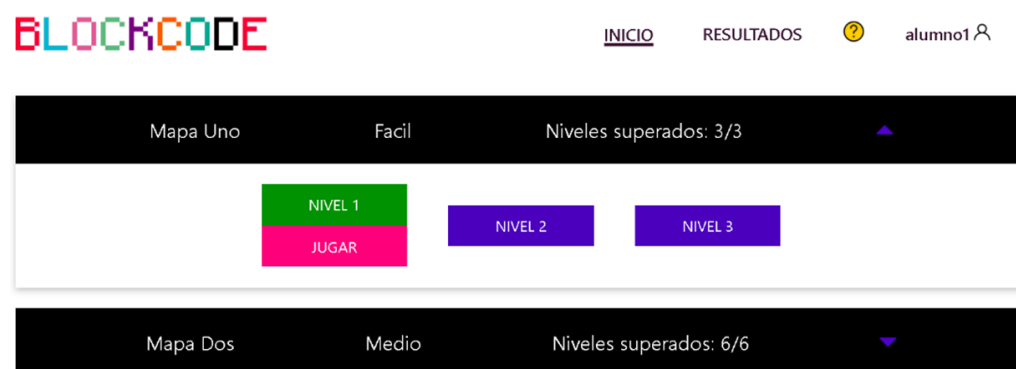 BLOCKCODE
INICIO RESULTADOS ? alumno1
Mapa Uno Facil Niveles superados: 3/3
NIVEL 1
JUGAR
NIVEL 2
NIVEL 3
Mapa Dos Medio Niveles superados: 6/6